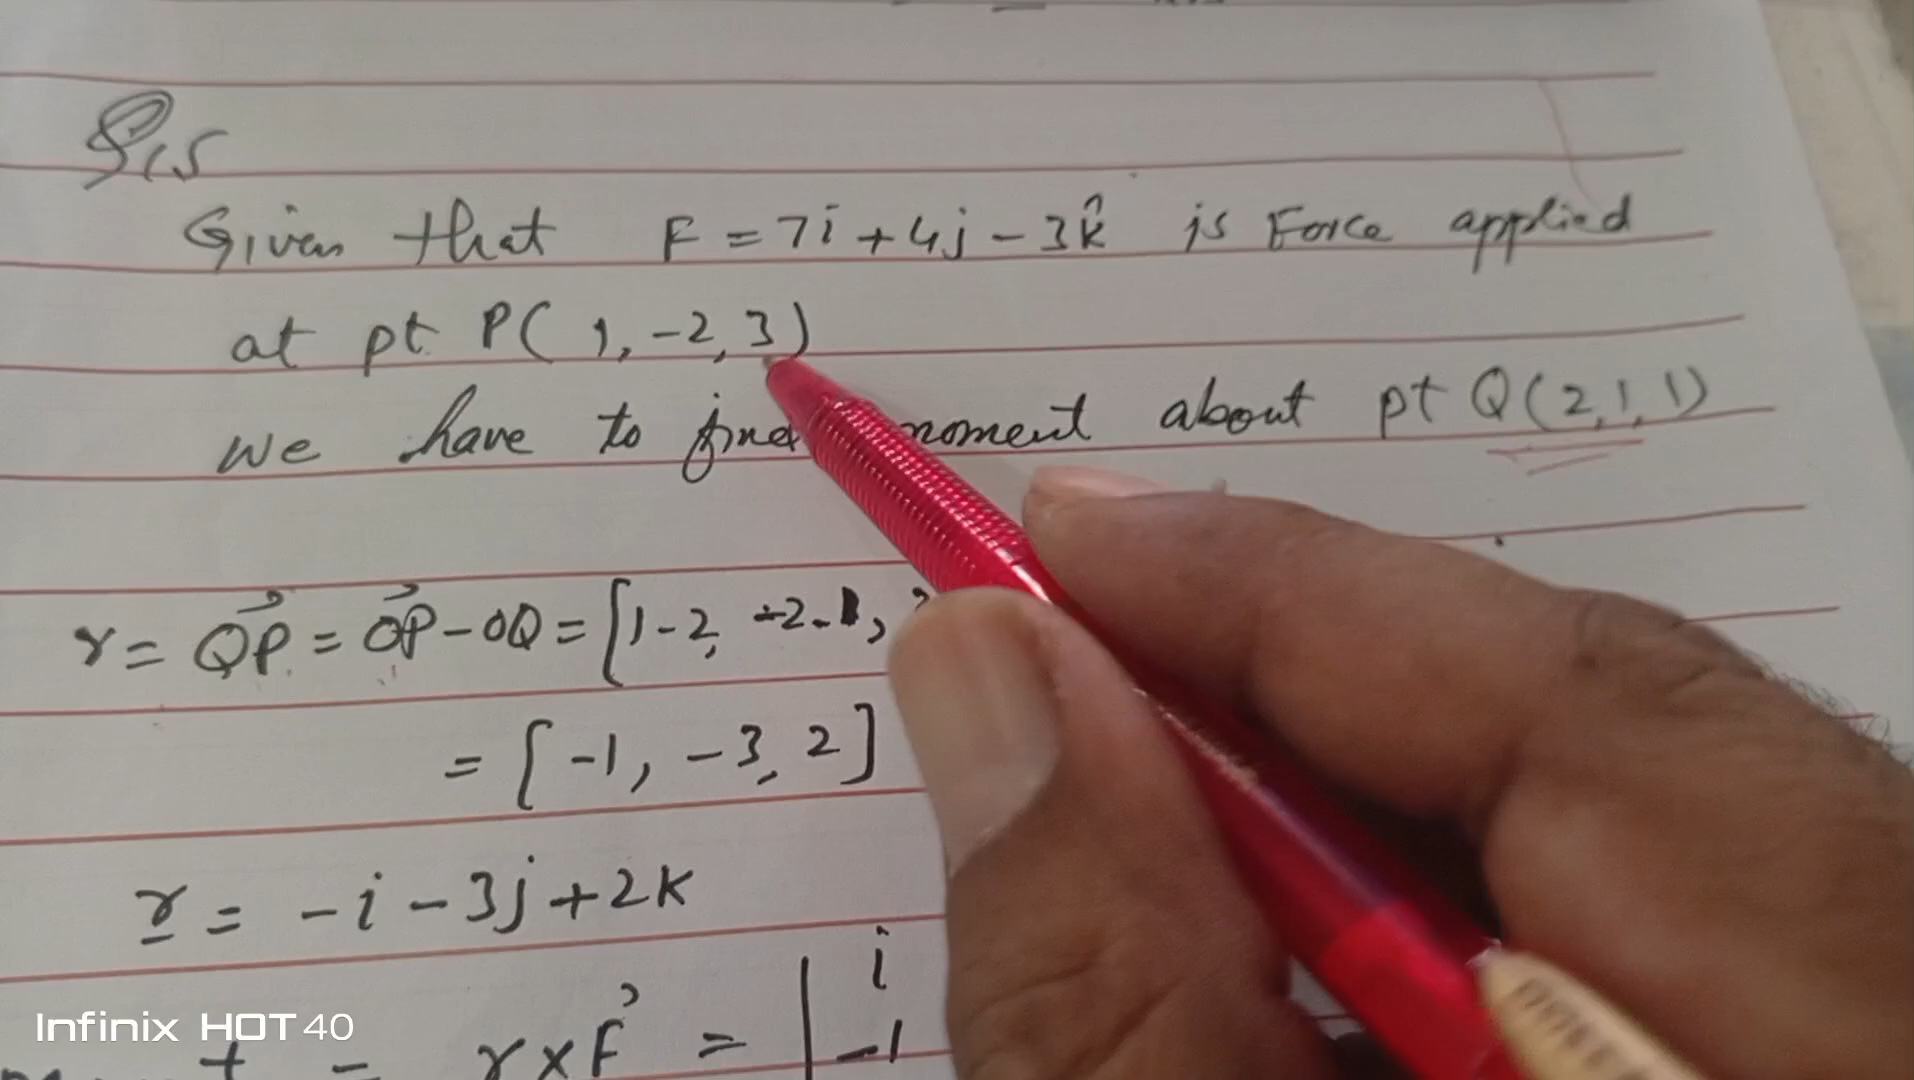 Q15
Given that F = 7i + 4j - 3k̂ is Force applied
at pt. P( 1, -2, 3)
we have to find moment about pt Q(2,1,1)
r = QP = OP - OQ = [1-2, -2-1,
= [-1, -3, 2]
r = -i - 3j + 2k
r x F = | i
-1
Infinix HOT 40